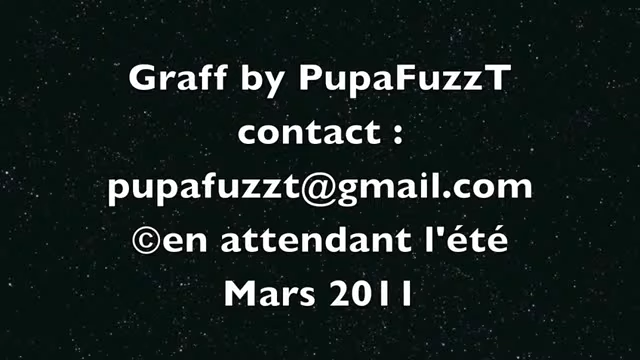 Graff by PupaFuzzT
contact :
pupafuzzt@gmail.com
©en attendant l'été
Mars 2011